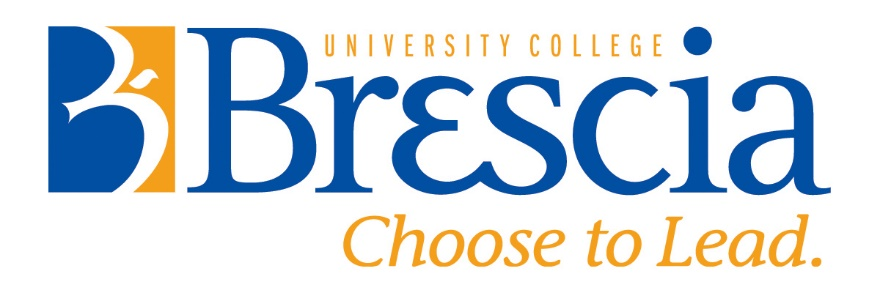 UNIVERSITY COLLEGE
Brescia
Choose to Lead.